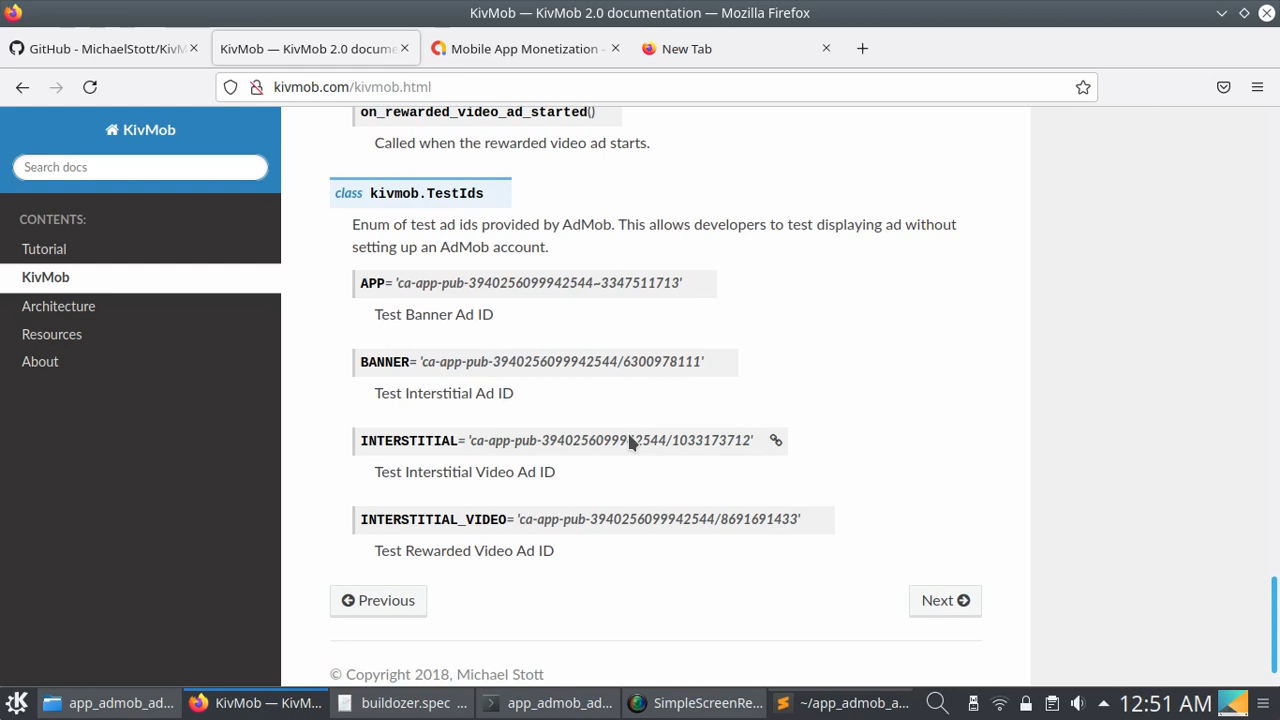 KivMob — KivMob 2.0 documentation — Mozilla Firefox
GitHub - MichaelStott/KivM
KivMob — KivMob 2.0 docume
Mobile App Monetization -
New Tab
kivmob.com/kivmob.html
KivMob
Search docs
CONTENTS:
Tutorial
KivMob
Architecture
Resources
About
on_rewarded_video_ad_started()
Called when the rewarded video ad starts.
class kivmob.TestIds
Enum of test ad ids provided by AdMob. This allows developers to test displaying ad without
setting up an AdMob account.
APP= 'ca-app-pub-3940256099942544~3347511713'
Test Banner Ad ID
BANNER= 'ca-app-pub-3940256099942544/6300978111'
Test Interstitial Ad ID
INTERSTITIAL= 'ca-app-pub-3940256099942544/1033173712'
Test Interstitial Video Ad ID
INTERSTITIAL_VIDEO= 'ca-app-pub-3940256099942544/8691691433'
Test Rewarded Video Ad ID
Previous
Next
© Copyright 2018, Michael Stott
app_admob_ad...
KivMob — KivM...
buildozer.spec ...
app_admob_ad...
SimpleScreenRe...
~/app_admob_a...
12:51 AM